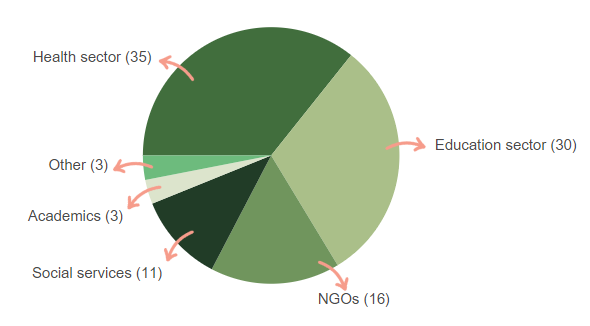 Health sector (35)
Education sector (30)
Other (3)
Academics (3)
Social services (11)
NGOs (16)